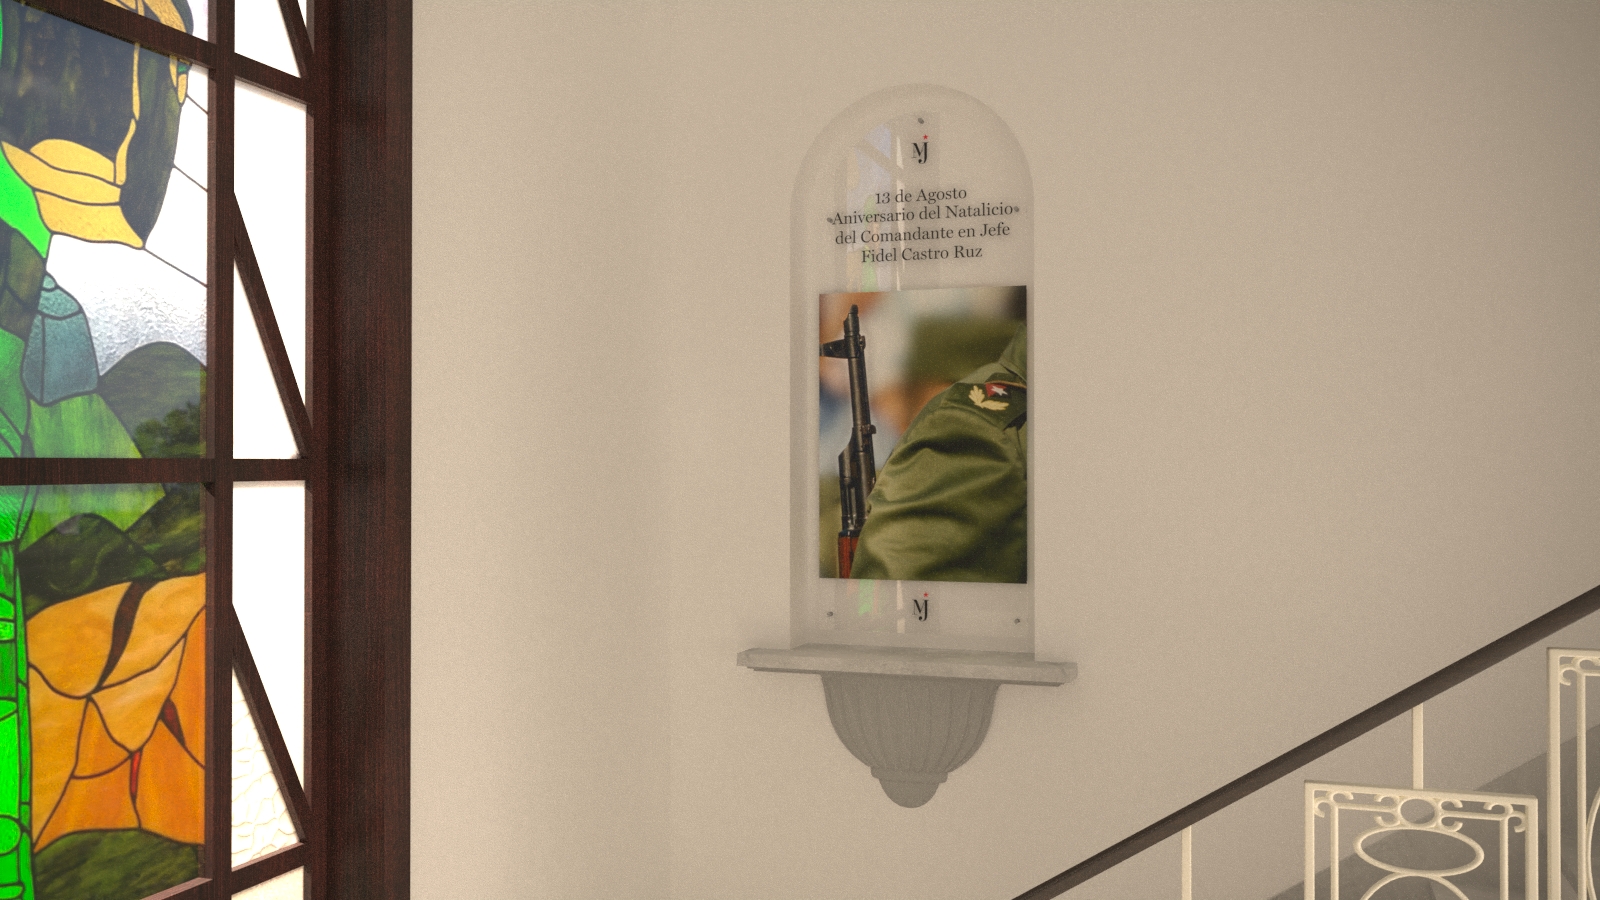 MJ
13 de Agosto
Aniversario del Natalicio
del Comandante en Jefe
Fidel Castro Ruz
MJ